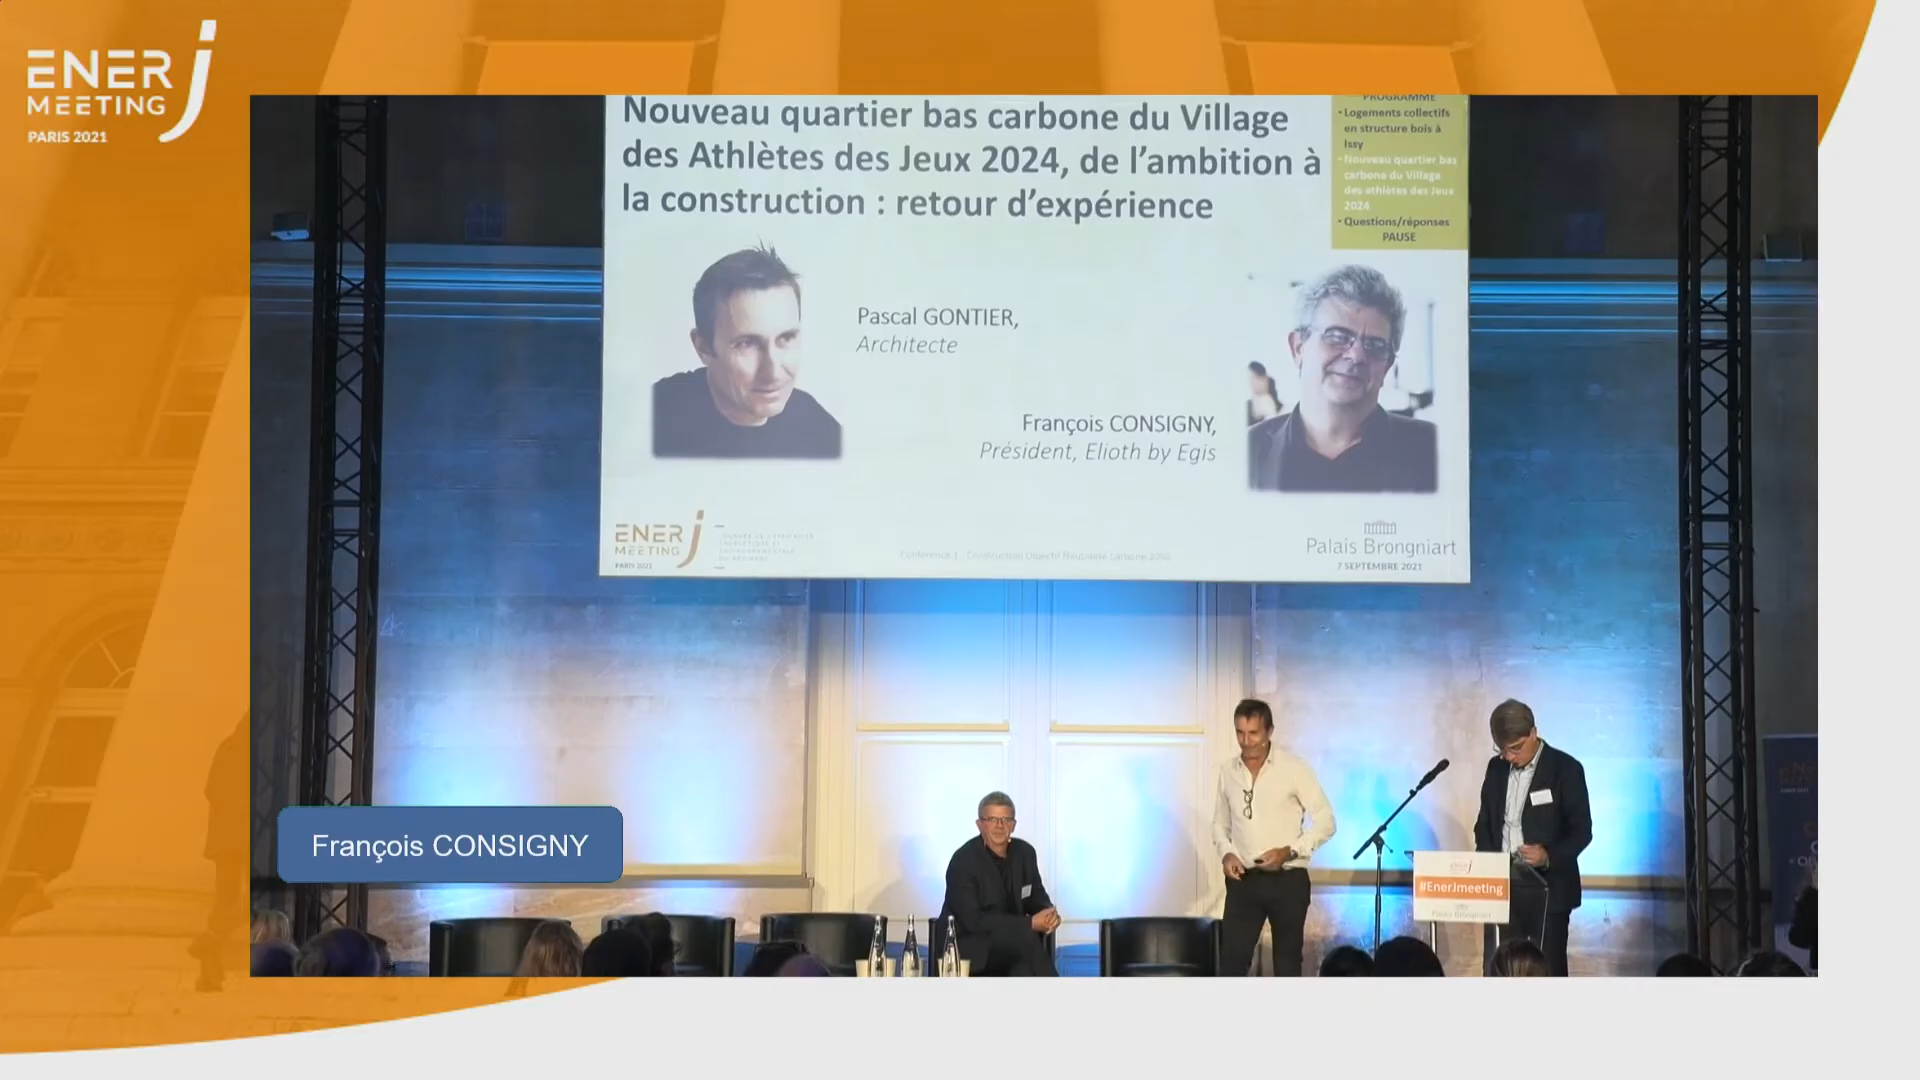 ENER j
MEETING
PARIS 2021
Nouveau quartier bas carbone du Village
des Athlètes des Jeux 2024, de l’ambition à
la construction : retour d’expérience
PROGRAMME
• Logements collectifs
en structure bois à
Issy
• Nouveau quartier bas
carbone du Village
des athlètes des Jeux
2024
• Questions/réponses
PAUSE
Pascal GONTIER,
Architecte
François CONSIGNY,
Président, Elioth by Egis
ENER j
MEETING
PARIS 2021
Palais Brongniart
7 SEPTEMBRE 2021
François CONSIGNY
#EnerJmeeting
Palais Brongniart